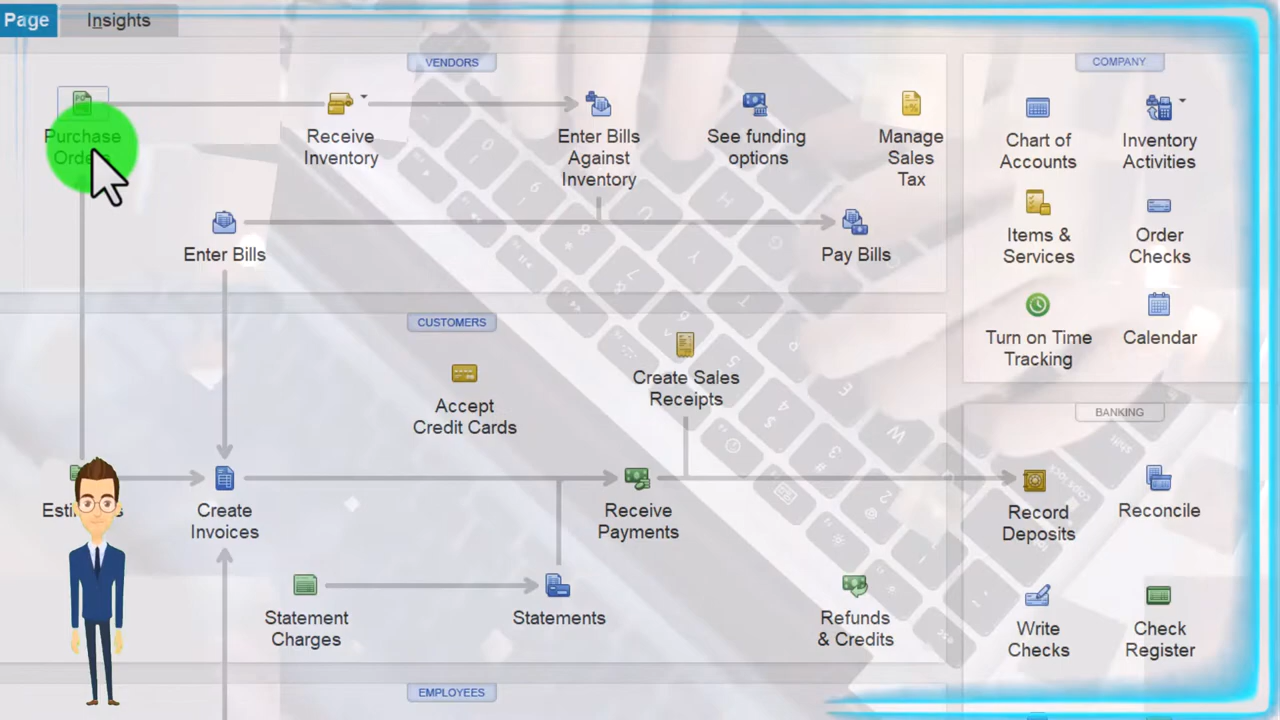 Page
Insights
VENDORS
COMPANY
Purchase
Receive
Inventory
Enter Bills
Against
Inventory
See funding
options
Manage
Sales
Tax
Chart of
Accounts
Inventory
Activities
Enter Bills
Pay Bills
Items &
Services
Order
Checks
Turn on Time
Tracking
Calendar
CUSTOMERS
Accept
Credit Cards
Create Sales
Receipts
BANKING
Create
Invoices
Receive
Payments
Record
Deposits
Reconcile
Statement
Charges
Statements
Refunds
& Credits
Write
Checks
Check
Register
EMPLOYEES